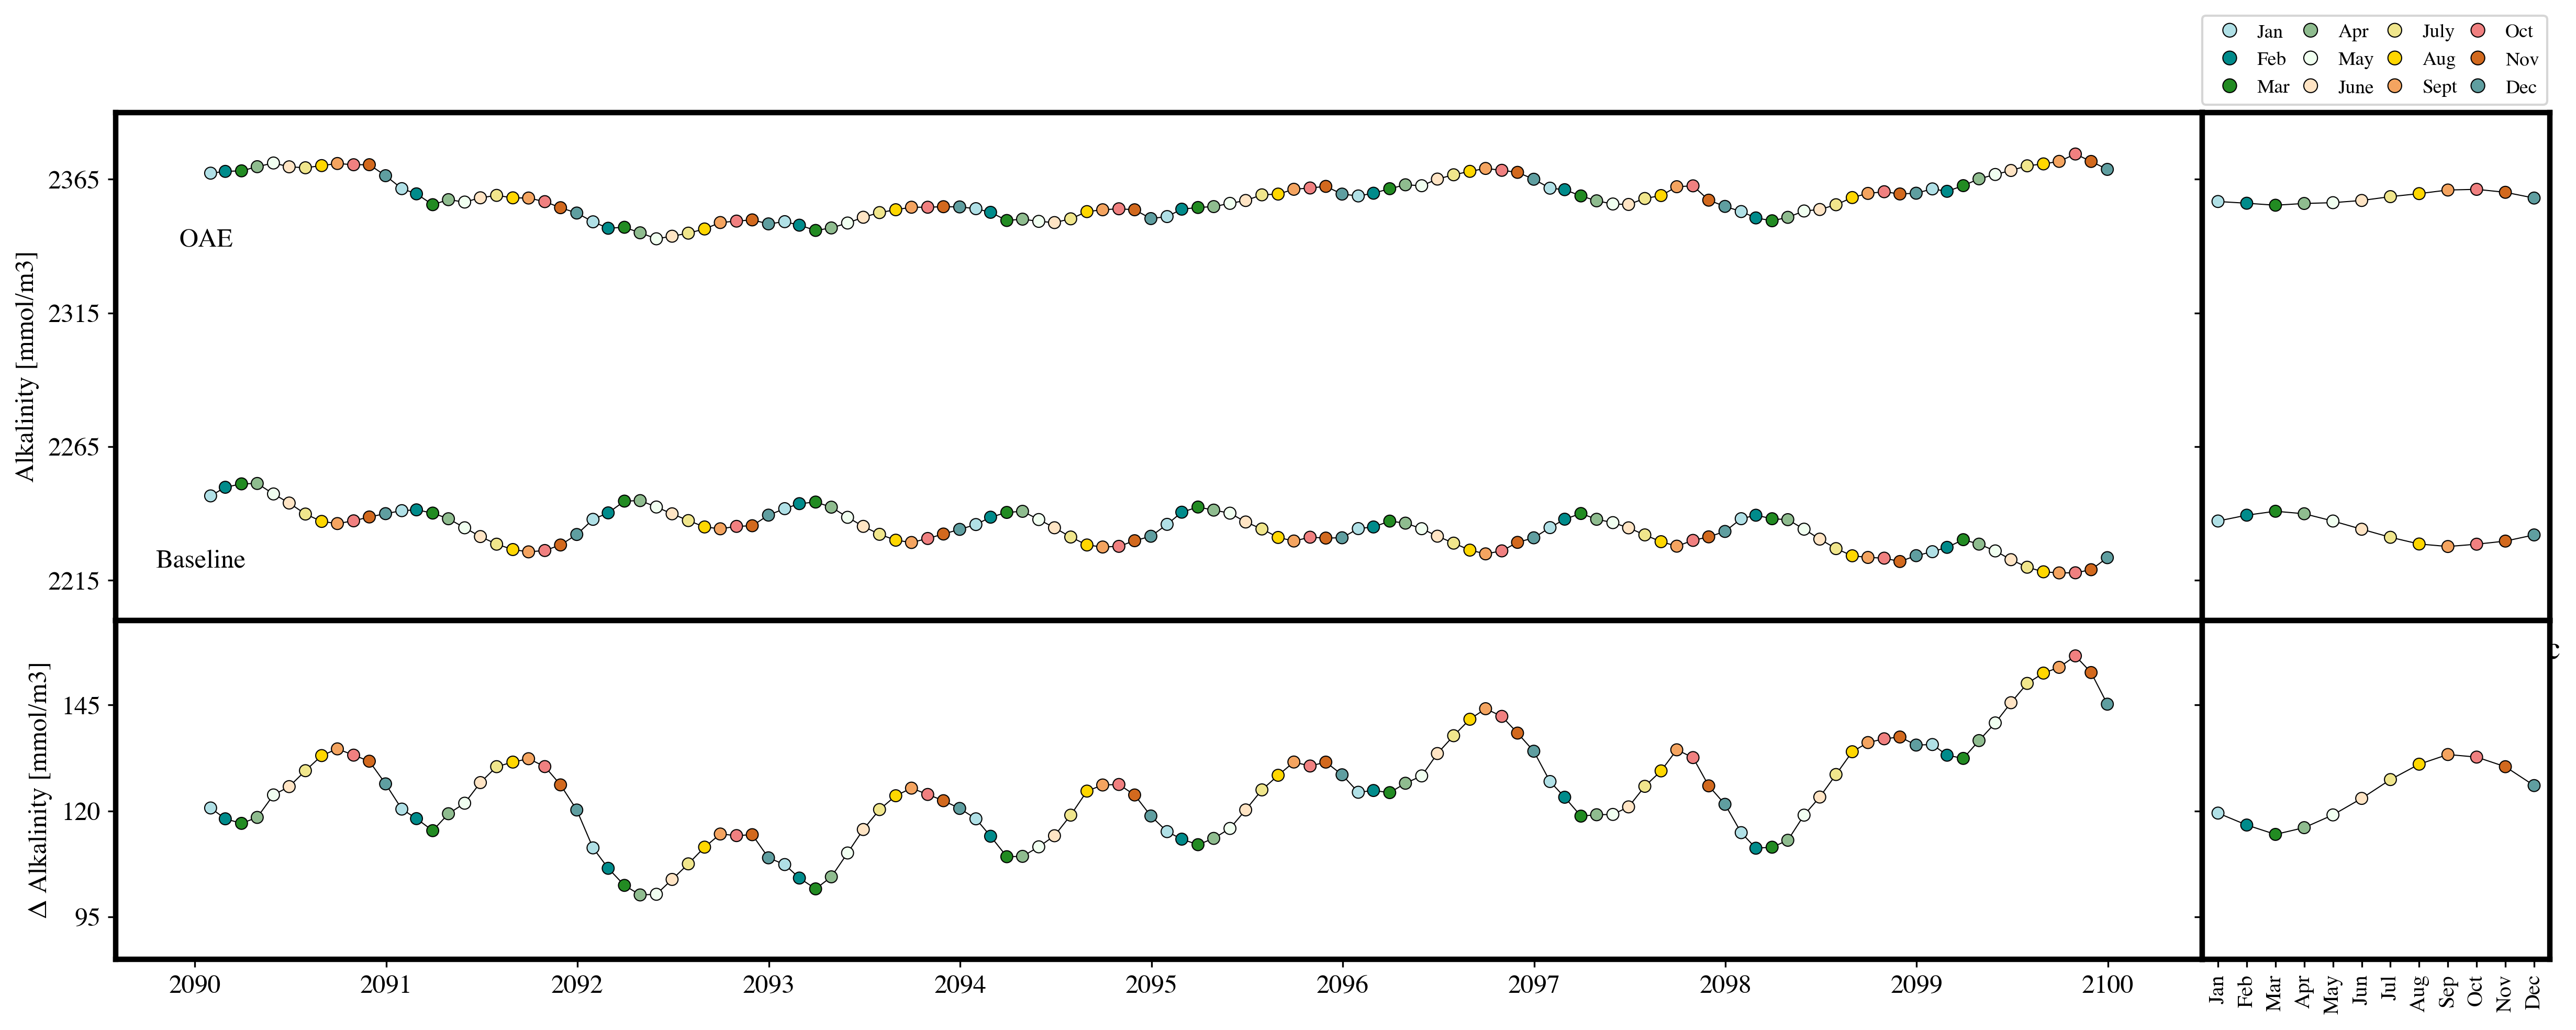 Jan Apr July Oct
Feb May Aug Nov
Mar June Sept Dec
Alkalinity [mmol/m3]
2365
2315
2265
2215
OAE
Baseline
c
Δ Alkalinity [mmol/m3]
145
120
95
2090 2091 2092 2093 2094 2095 2096 2097 2098 2099 2100
Jan Feb Mar Apr May Jun Jul Aug Sep Oct Nov Dec